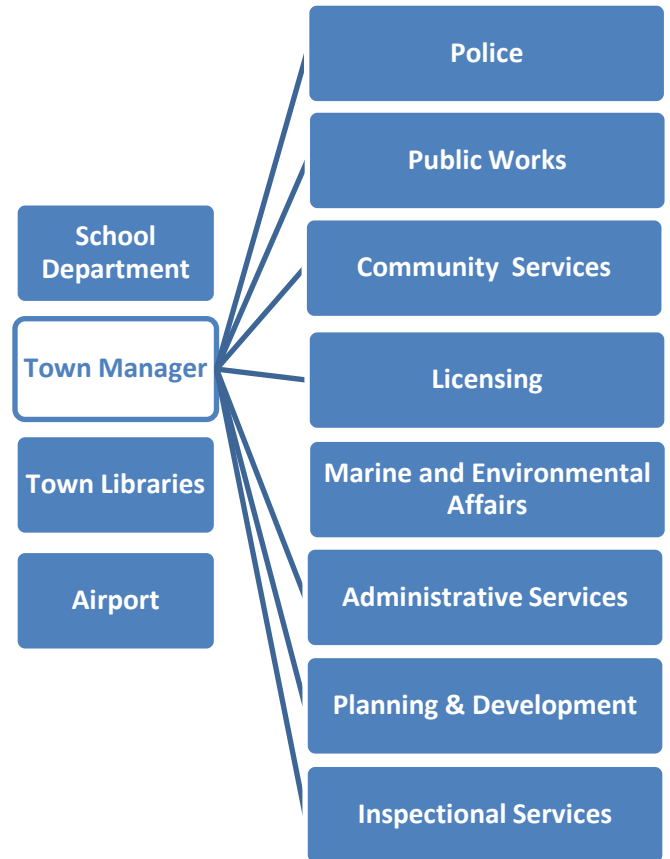 School
Department
Town Manager
Town Libraries
Airport
Police
Public Works
Community Services
Licensing
Marine and Environmental
Affairs
Administrative Services
Planning & Development
Inspectional Services